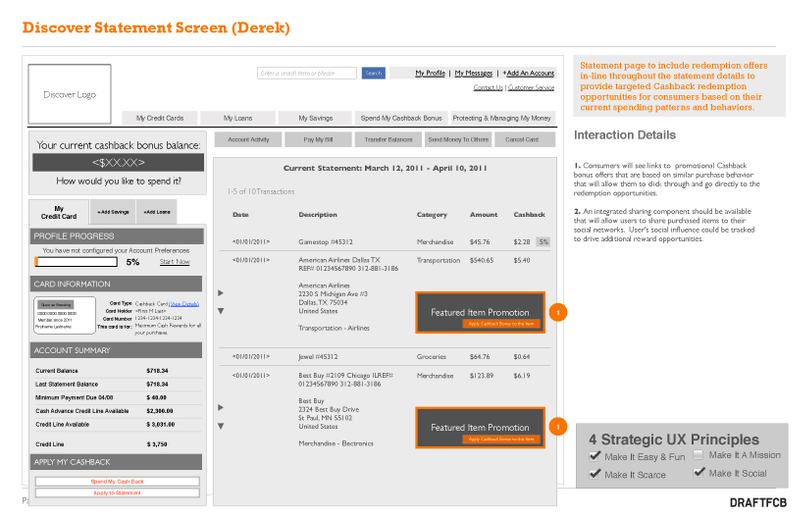 Discover Statement Screen (Derek)
Discover Logo
Enter a search term or phrase
Search
My Profile | My Messages | +Add An Account
Contact Us | Customer Service
My Credit Cards
My Loans
My Savings
Spend My Cashback Bonus
Protecting & Managing My Money
Your current cashback bonus balance:
<$XX.XX>
How would you like to spend it?
My
Credit Card
+Add Savings
+Add Loans
PROFILE PROGRESS
You have not configured your Account Preferences
5%
Start Now
CARD INFORMATION
0000 0000 0000 0000
Member since 2011
Firstname Lastname
Card Type Cashback Card (View Details)
Card Holder <First M Last>
Card Number 1234-1234-1234-1234
This card is for: Maximum Cash Rewards for all
your purchases.
ACCOUNT SUMMARY
Current Balance $718.34
Last Statement Balance $718.34
Minimum Payment Due 04/08 $ 40.00
Cash Advance Credit Line Available $2,300.00
Credit Line Available $ 3,031.00
Credit Line $ 3,750
APPLY MY CASHBACK
Spend My Cash Back
Apply to Statement
Account Activity
Pay My Bill
Transfer Balances
Send Money To Others
Cancel Card
Current Statement: March 12, 2011 - April 10, 2011
1-5 of 10 Transactions
Date Description Category Amount Cashback
<01/01/2011> Gamestop #45312 Merchandise $45.76 $2.28 5%
<01/01/2011> American Airlines Dallas TX Transportation $540.65 $5.40
REF# 01234567890 312-881-3186
American Airlines
2230 S Michigan Ave #3
Dallas, TX 75034
United States
Transportation - Airlines
Featured Item Promotion
Apply Cashback Bonus to this Item
1
<01/01/2011> Jewel #45312 Groceries $64.76 $0.64
<01/01/2011> Best Buy #2109 Chicago ILREF# Merchandise $123.89 $6.19
01234567890 312-881-3186
Best Buy
2324 Best Buy Drive
St Paul, MN 55102
United States
Merchandise - Electronics
Featured Item Promotion
Apply Cashback Bonus to this Item
1
Statement page to include redemption offers
in-line throughout the statement details to
provide targeted Cashback redemption
opportunities for consumers based on their
current spending patterns and behaviors.
Interaction Details
1. Consumers will see links to promotional Cashback
bonus offers that are based on similar purchase behavior
that will allow them to click through and go directly to the
redemption opportunities.
2. An integrated sharing component should be available
that will allow users to share purchased items to their
social networks. User's social influence could be tracked
to drive additional reward opportunities.
4 Strategic UX Principles
Make It Easy & Fun
Make It A Mission
Make It Scarce
Make It Social
DRAFTFCB